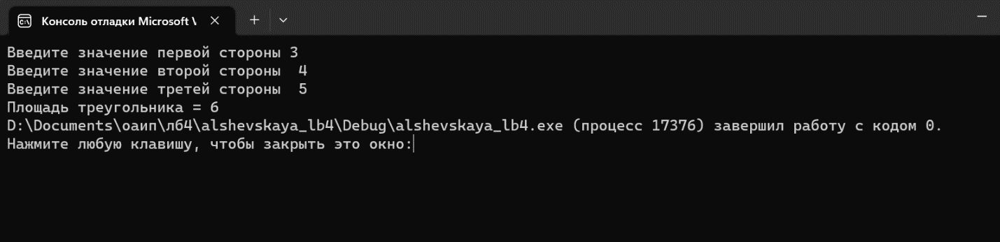 Консоль отладки Microsoft V
Введите значение первой стороны 3
Введите значение второй стороны  4
Введите значение третей стороны  5
Площадь треугольника = 6
D:\Documents\оаип\лб4\alshevskaya_lb4\Debug\alshevskaya_lb4.exe (процесс 17376) завершил работу с кодом 0.
Нажмите любую клавишу, чтобы закрыть это окно: